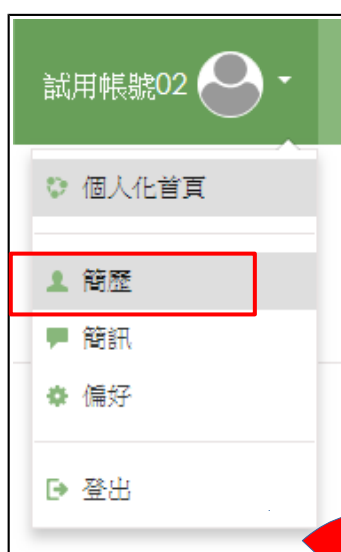 試用帳號02
個人化首頁
簡歷
簡訊
偏好
登出